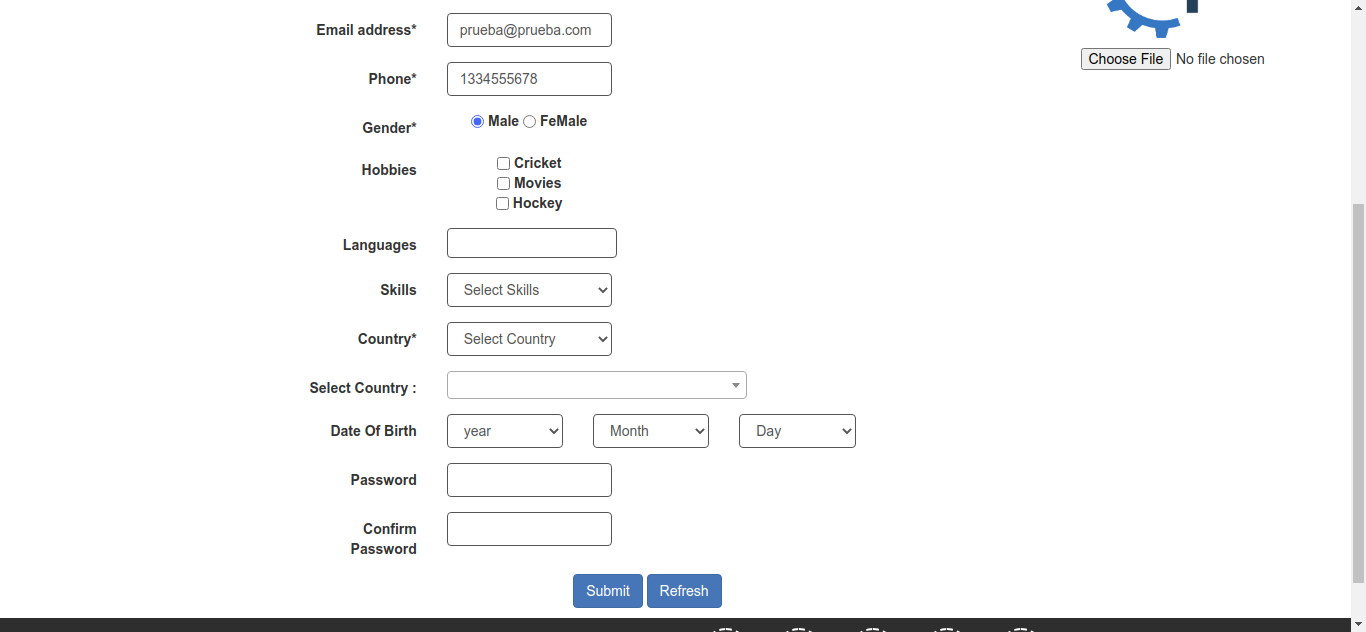 Email address* prueba@prueba.com
Choose File No file chosen
Phone* 1334555678
Gender* Male FeMale
Hobbies Cricket
Movies
Hockey
Languages
Skills Select Skills
Country* Select Country
Select Country :
Date Of Birth year Month Day
Password
Confirm
Password
Submit Refresh